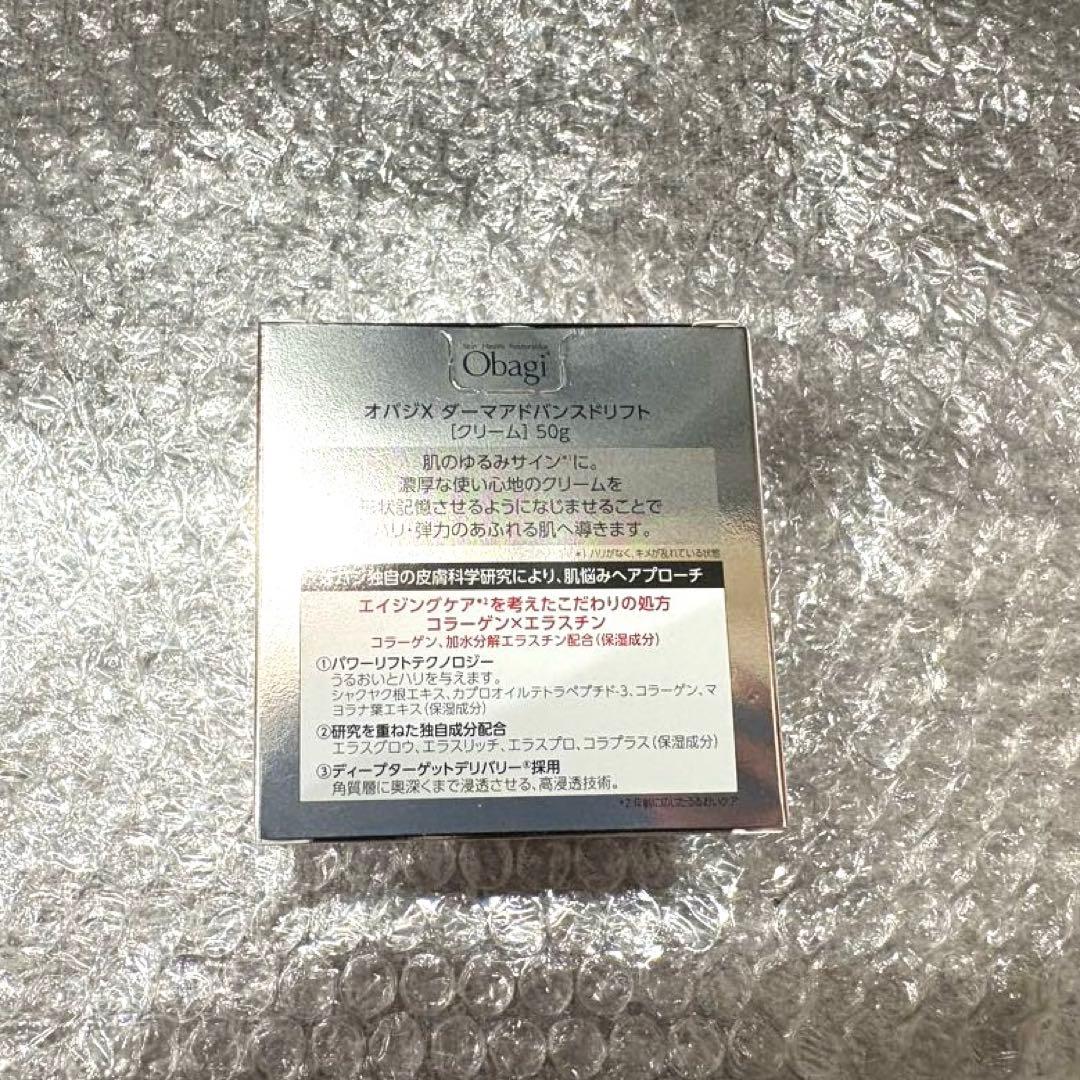 Skin Health Restoration
Obagi
オバジX ダーマアドバンスドリフト
[クリーム] 50g
肌のゆるみサイン*¹に。
濃厚な使い心地のクリームを
形状記憶させるようになじませることで
ハリ・弾力のあふれる肌へ導きます。
*1 ハリがなく、キメが乱れている状態
オバジ独自の皮膚科学研究により、肌悩みへアプローチ
エイジングケア*²を考えたこだわりの処方
コラーゲン×エラスチン
コラーゲン、加水分解エラスチン配合(保湿成分)
①パワーリフトテクノロジー
うるおいとハリを与えます。
シャクヤク根エキス、カプロオイルテトラペプチド-3、コラーゲン、マ
ヨラナ葉エキス(保湿成分)
②研究を重ねた独自成分配合
エラスグロウ、エラスリッチ、エラスプロ、コラプラス(保湿成分)
③ディープターゲットデリバリー®採用
角質層に奥深くまで浸透させる、高浸透技術。
*2 年齢に応じたうるおいケア